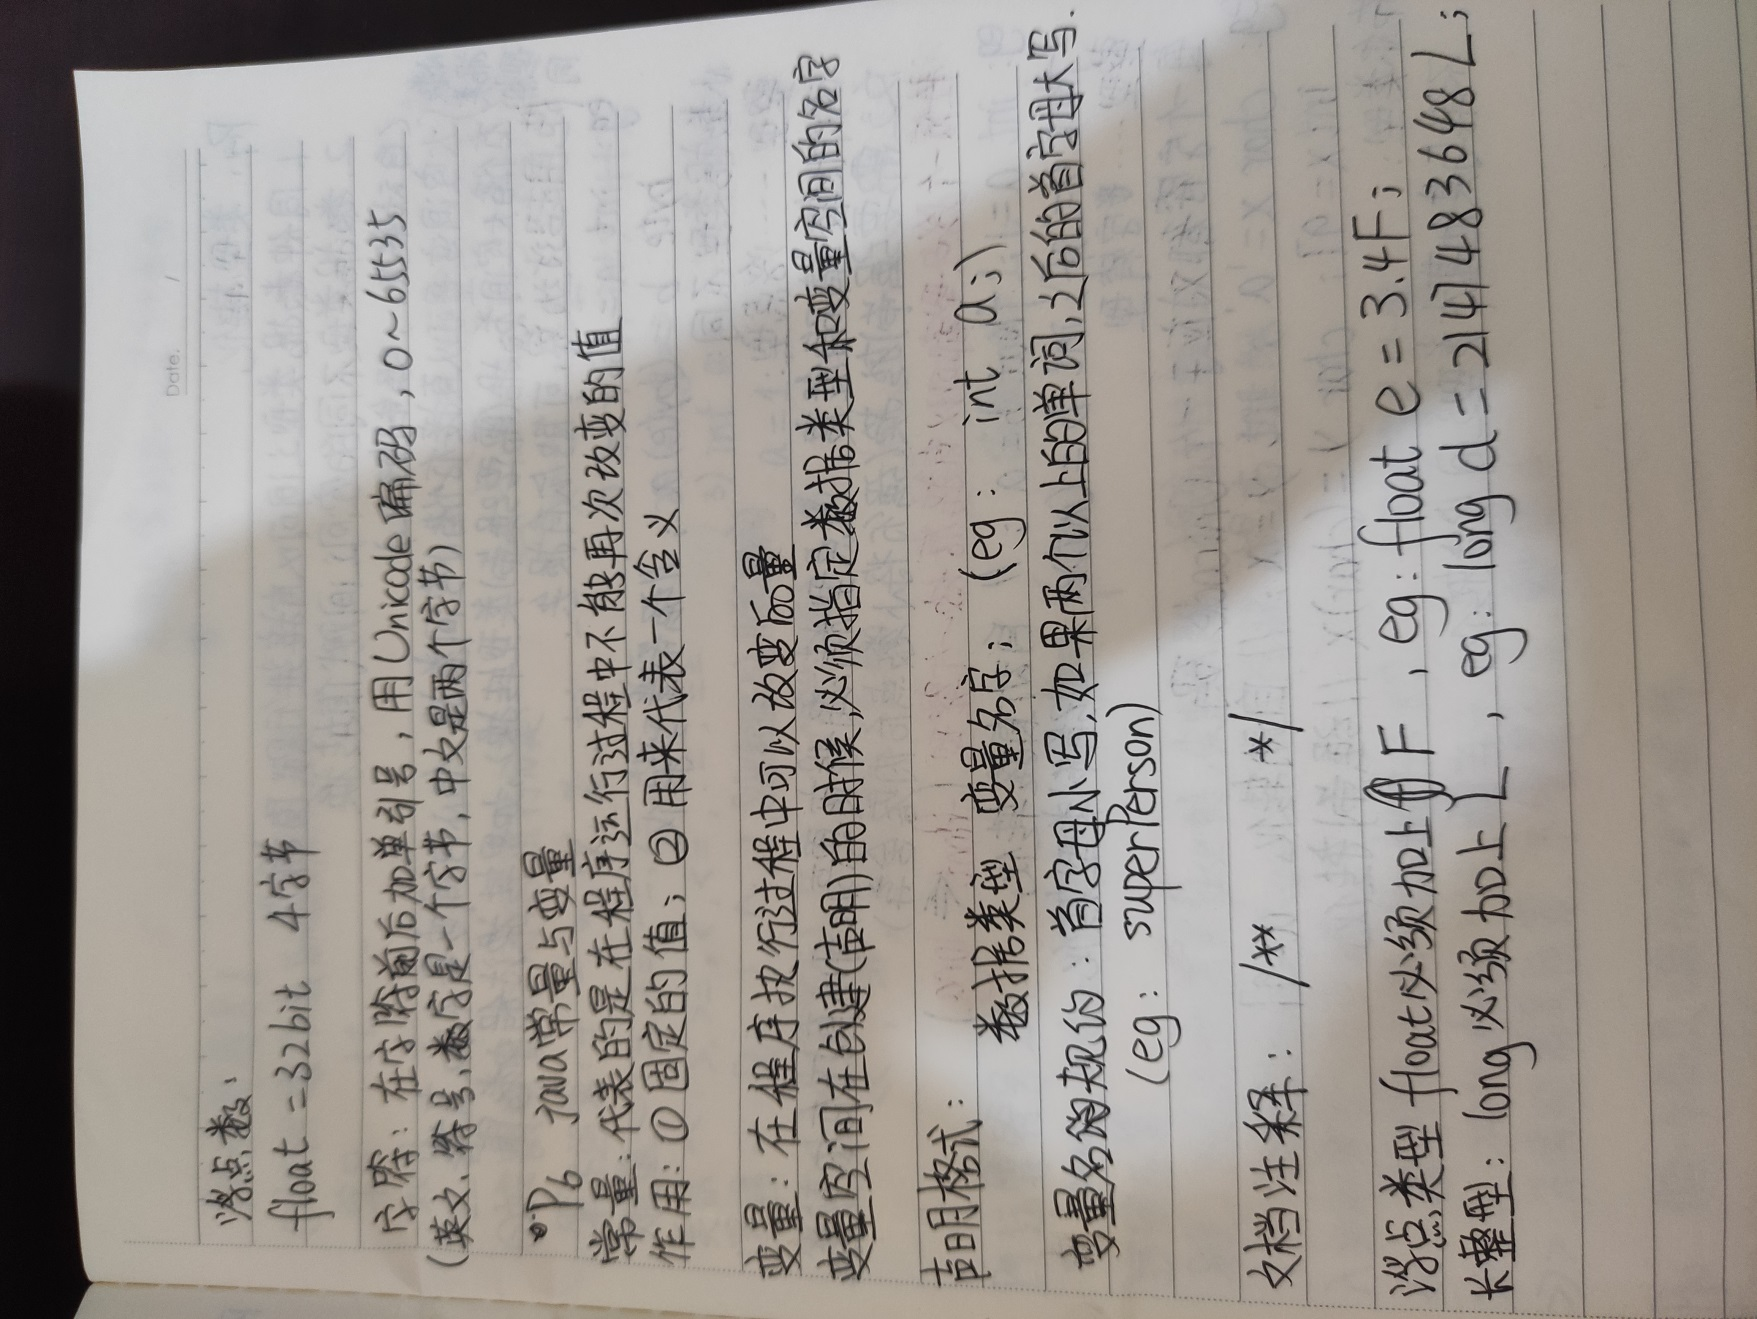 Date. /
浮点数：
float = 32bit 4字节
字符：在字符前后加单引号，用Unicode编码，0~65535
(英文、符号、数字是一个字节，中文是两个字节)
•P6 java常量与变量
常量：代表的是在程序运行过程中不能再次改变的值
作用：①固定的值；②用来代表一个含义
变量：在程序执行过程中可以改变的量
变量空间在创建(声明)的时候，必须指定数据类型和变量空间的名字
声明格式：
数据类型 变量名字； (eg： int a；)
变量名的规约：首字母小写，如果两个以上的单词，之后的首字母大写.
(eg： superPerson)
文档注释： /** **/
浮点类型 float必须加上F，eg：float e = 3.4F；
长整型：long必须加上L，eg：long d = 2147483648L；